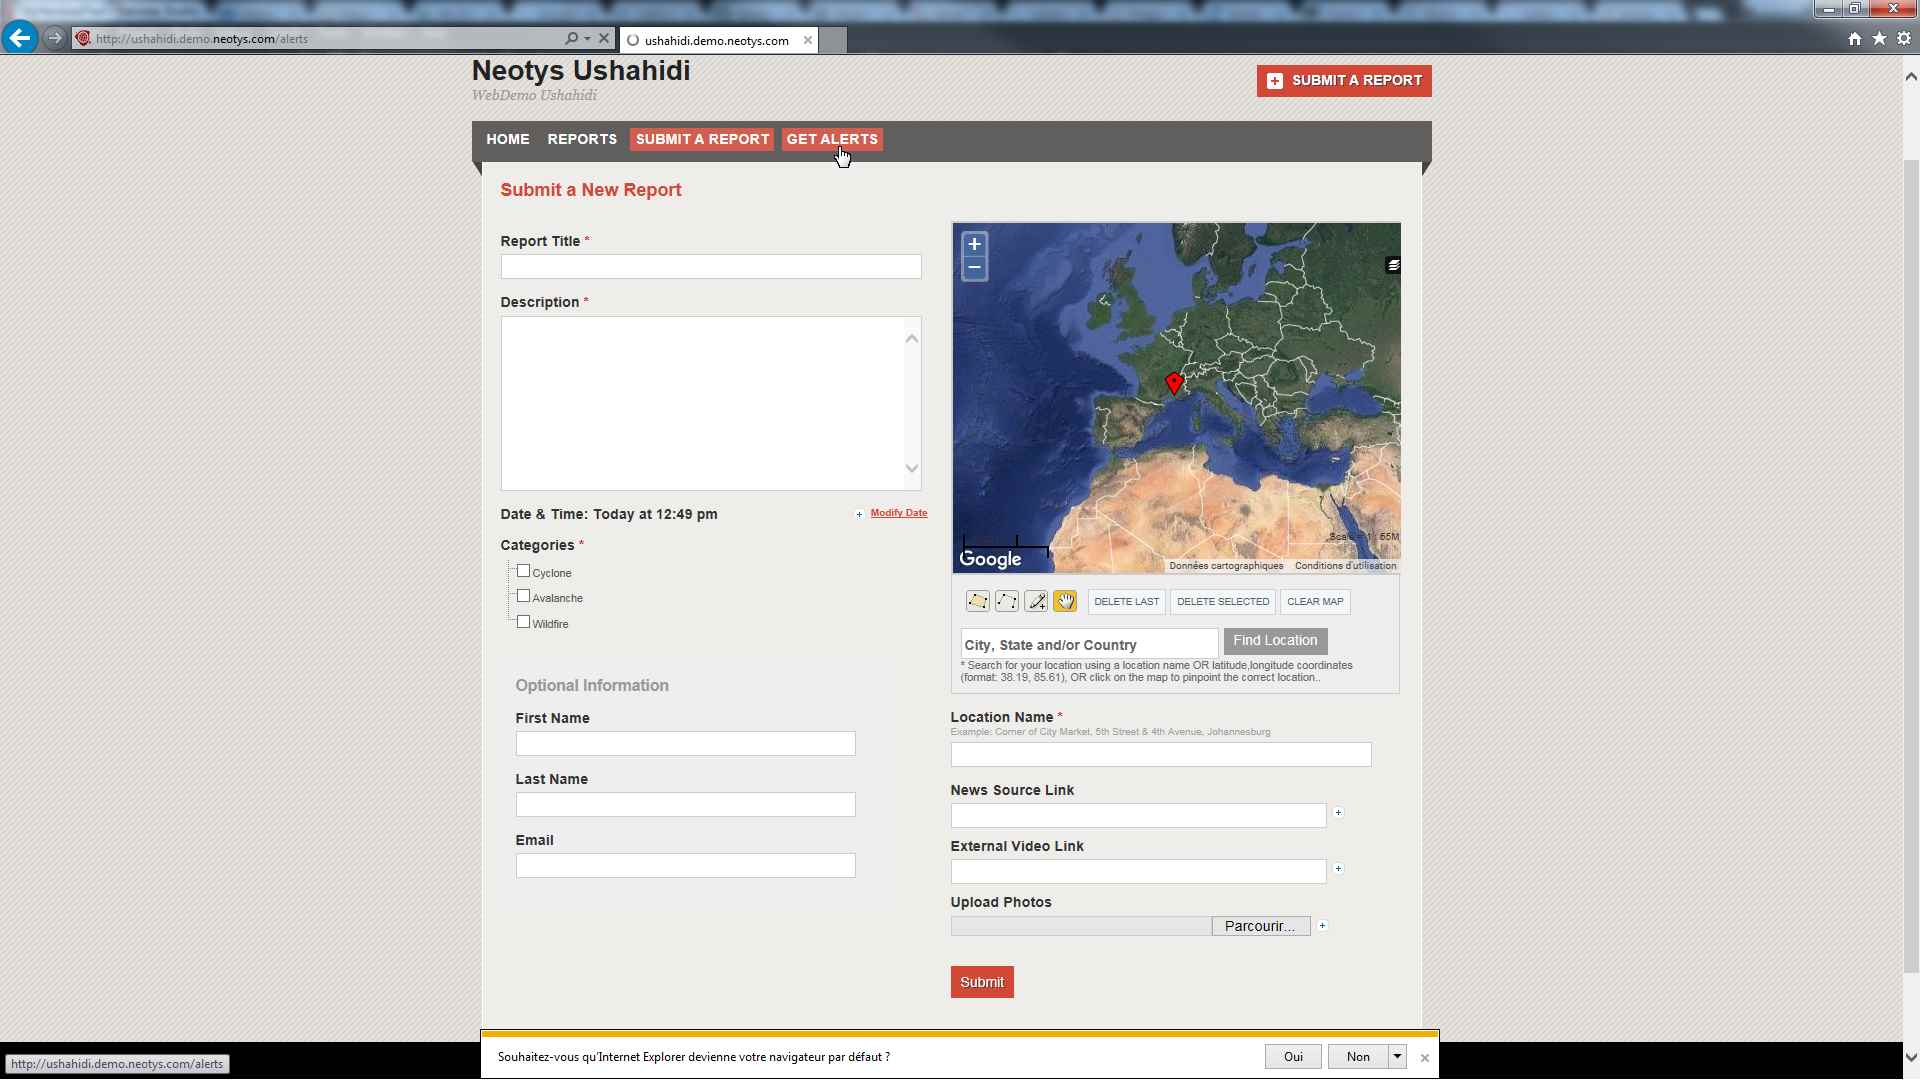 http://ushahidi.demo.neotys.com/alerts
ushahidi.demo.neotys.com
Neotys Ushahidi
WebDemo Ushahidi
SUBMIT A REPORT
HOME REPORTS SUBMIT A REPORT GET ALERTS
Submit a New Report
Report Title *
Description *
Date & Time: Today at 12:49 pm
Modify Date
Categories *
Cyclone
Avalanche
Wildfire
Optional Information
First Name
Last Name
Email
+
−
Scale = 1 : 55M
Google
Données cartographiques Conditions d'utilisation
DELETE LAST DELETE SELECTED CLEAR MAP
City, State and/or Country Find Location
* Search for your location using a location name OR latitude,longitude coordinates
(format: 38.19, 85.61), OR click on the map to pinpoint the correct location..
Location Name *
Example: Corner of City Market, 5th Street & 4th Avenue, Johannesburg
News Source Link
External Video Link
Upload Photos
Parcourir...
Submit
Souhaitez-vous qu'Internet Explorer devienne votre navigateur par défaut ? Oui Non
http://ushahidi.demo.neotys.com/alerts